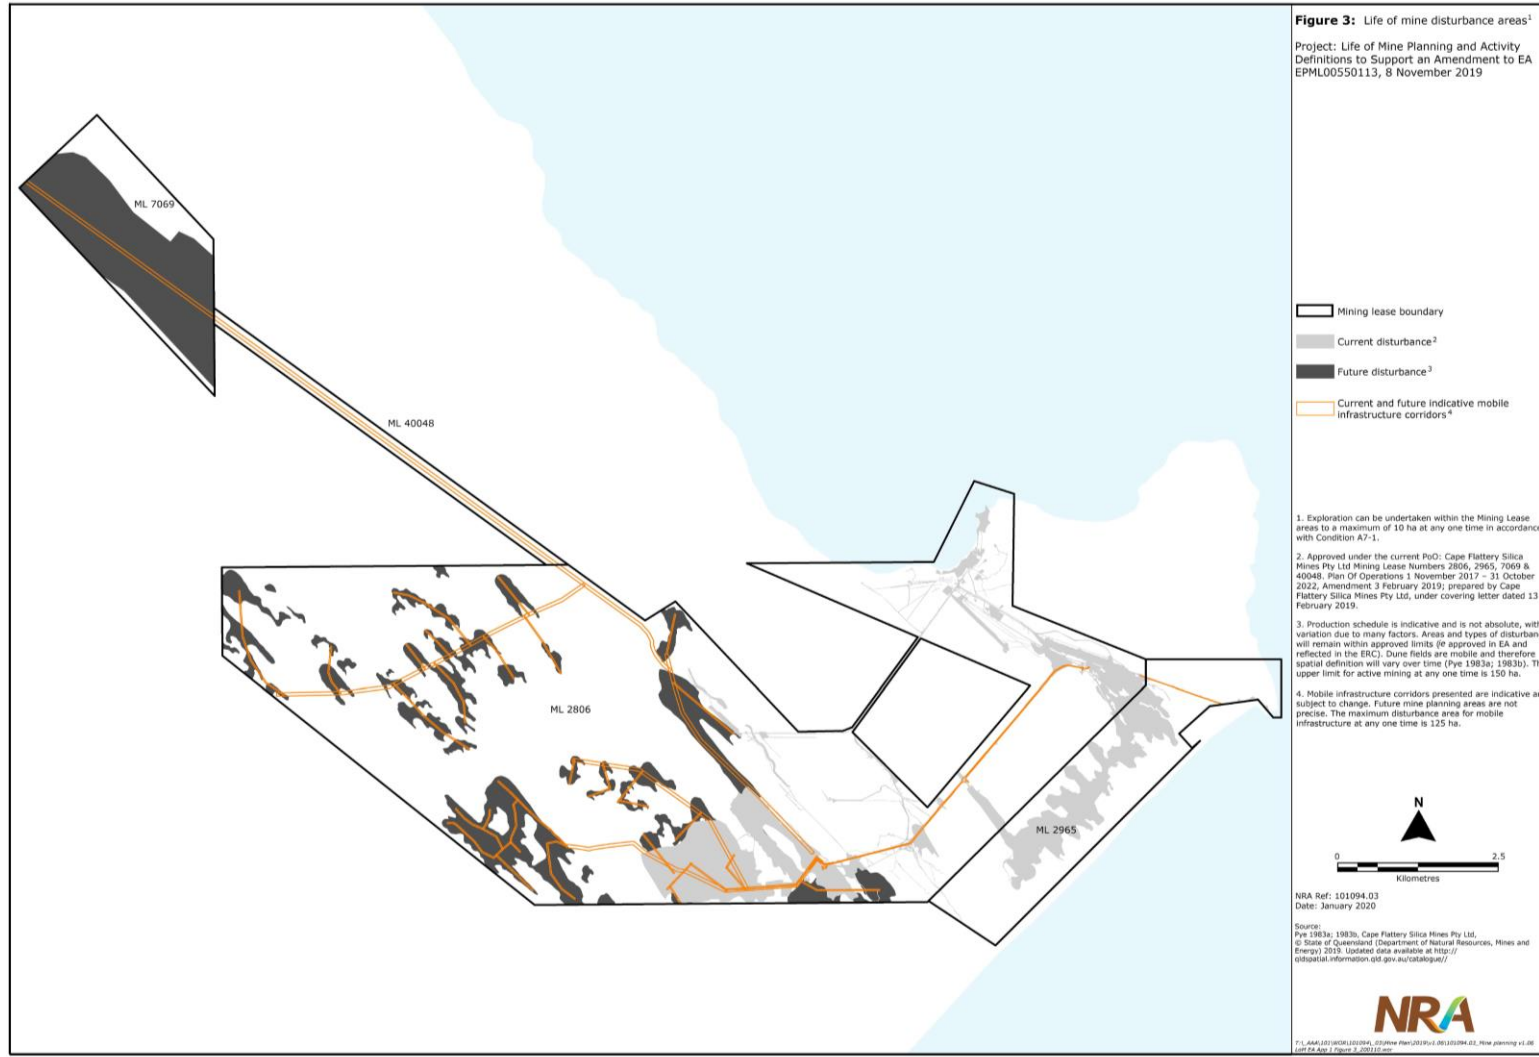 Figure 3: Life of mine disturbance areas¹
Project: Life of Mine Planning and Activity
Definitions to Support an Amendment to EA
EPML00550113, 8 November 2019
ML 7069
ML 40048
ML 2806
ML 2965
Mining lease boundary
Current disturbance²
Future disturbance³
Current and future indicative mobile
infrastructure corridors⁴
1. Exploration can be undertaken within the Mining Lease
areas to a maximum of 10 ha at any one time in accordance
with Condition A7-1.
2. Approved under the current PoO: Cape Flattery Silica
Mines Pty Ltd Mining Lease Numbers 2806, 2965, 7069 &
40048. Plan Of Operations 1 November 2017 – 31 October
2022, Amendment 3 February 2019; prepared by Cape
Flattery Silica Mines Pty Ltd, under covering letter dated 13
February 2019.
3. Production schedule is indicative and is not absolute, with
variation due to many factors. Areas and types of disturban
will remain within approved limits (ie approved in EA and
reflected in the ERC). Dune fields are mobile and therefore
spatial definition will vary over time (Pye 1983a; 1983b). Th
upper limit for active mining at any one time is 150 ha.
4. Mobile infrastructure corridors presented are indicative an
subject to change. Future mine planning areas are not
precise. The maximum disturbance area for mobile
infrastructure at any one time is 125 ha.
N
0 2.5
Kilometres
NRA Ref: 101094.03
Date: January 2020
Source:
Pye 1983a; 1983b, Cape Flattery Silica Mines Pty Ltd,
© State of Queensland (Department of Natural Resources, Mines and
Energy) 2019. Updated data available at http://
qldspatial.information.qld.gov.au/catalogue//
NRA